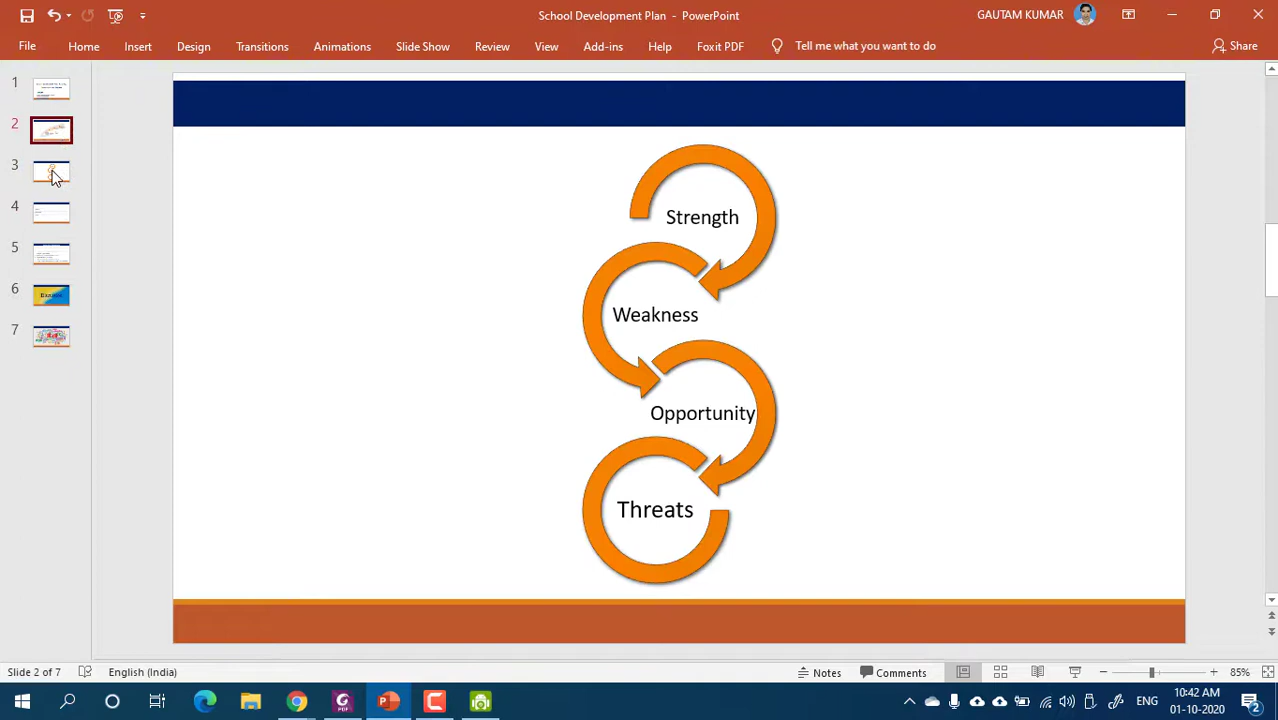 School Development Plan - PowerPoint
GAUTAM KUMAR
File Home Insert Design Transitions Animations Slide Show Review View Add-ins Help Foxit PDF Tell me what you want to do Share
1
2
3
4
5
6
7
Strength
Weakness
Opportunity
Threats
Slide 2 of 7 English (India) Notes Comments 85%
PDF
ENG
10:42 AM
01-10-2020
2